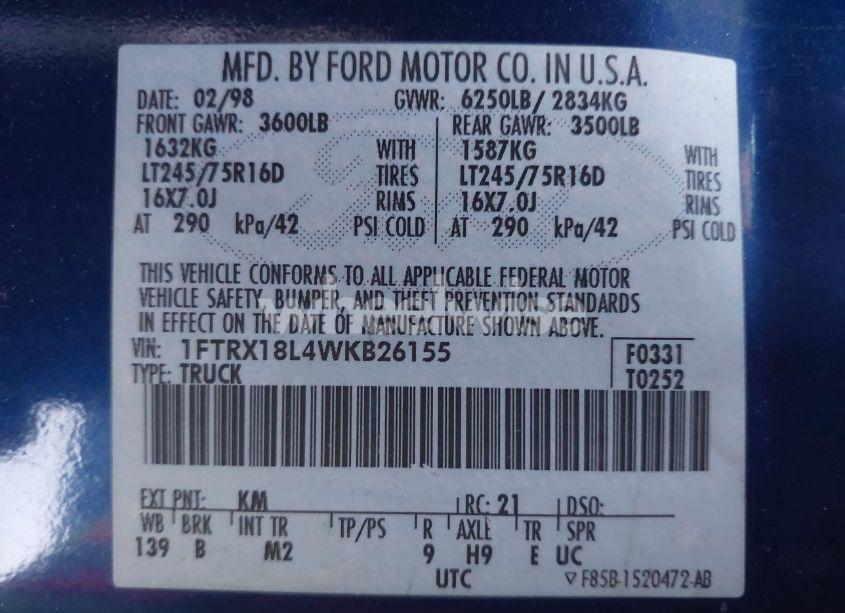 MFD. BY FORD MOTOR CO. IN U.S.A.
DATE: 02/98 GVWR: 6250LB/ 2834KG
FRONT GAWR: 3600LB REAR GAWR: 3500LB
1632KG WITH 1587KG WITH
LT245/75R16D TIRES LT245/75R16D TIRES
16X7.0J RIMS 16X7.0J RIMS
AT 290 kPa/42 PSI COLD AT 290 kPa/42 PSI COLD
THIS VEHICLE CONFORMS TO ALL APPLICABLE FEDERAL MOTOR
VEHICLE SAFETY, BUMPER, AND THEFT PREVENTION STANDARDS
IN EFFECT ON THE DATE OF MANUFACTURE SHOWN ABOVE.
VIN: 1FTRX18L4WKB26155 F0331
TYPE: TRUCK T0252
EXT PNT: KM RC: 21 DSO:
WB BRK INT TR TP/PS R AXLE TR SPR
139 B M2 9 H9 E UC
UTC ▽ F85B-1520472-AB